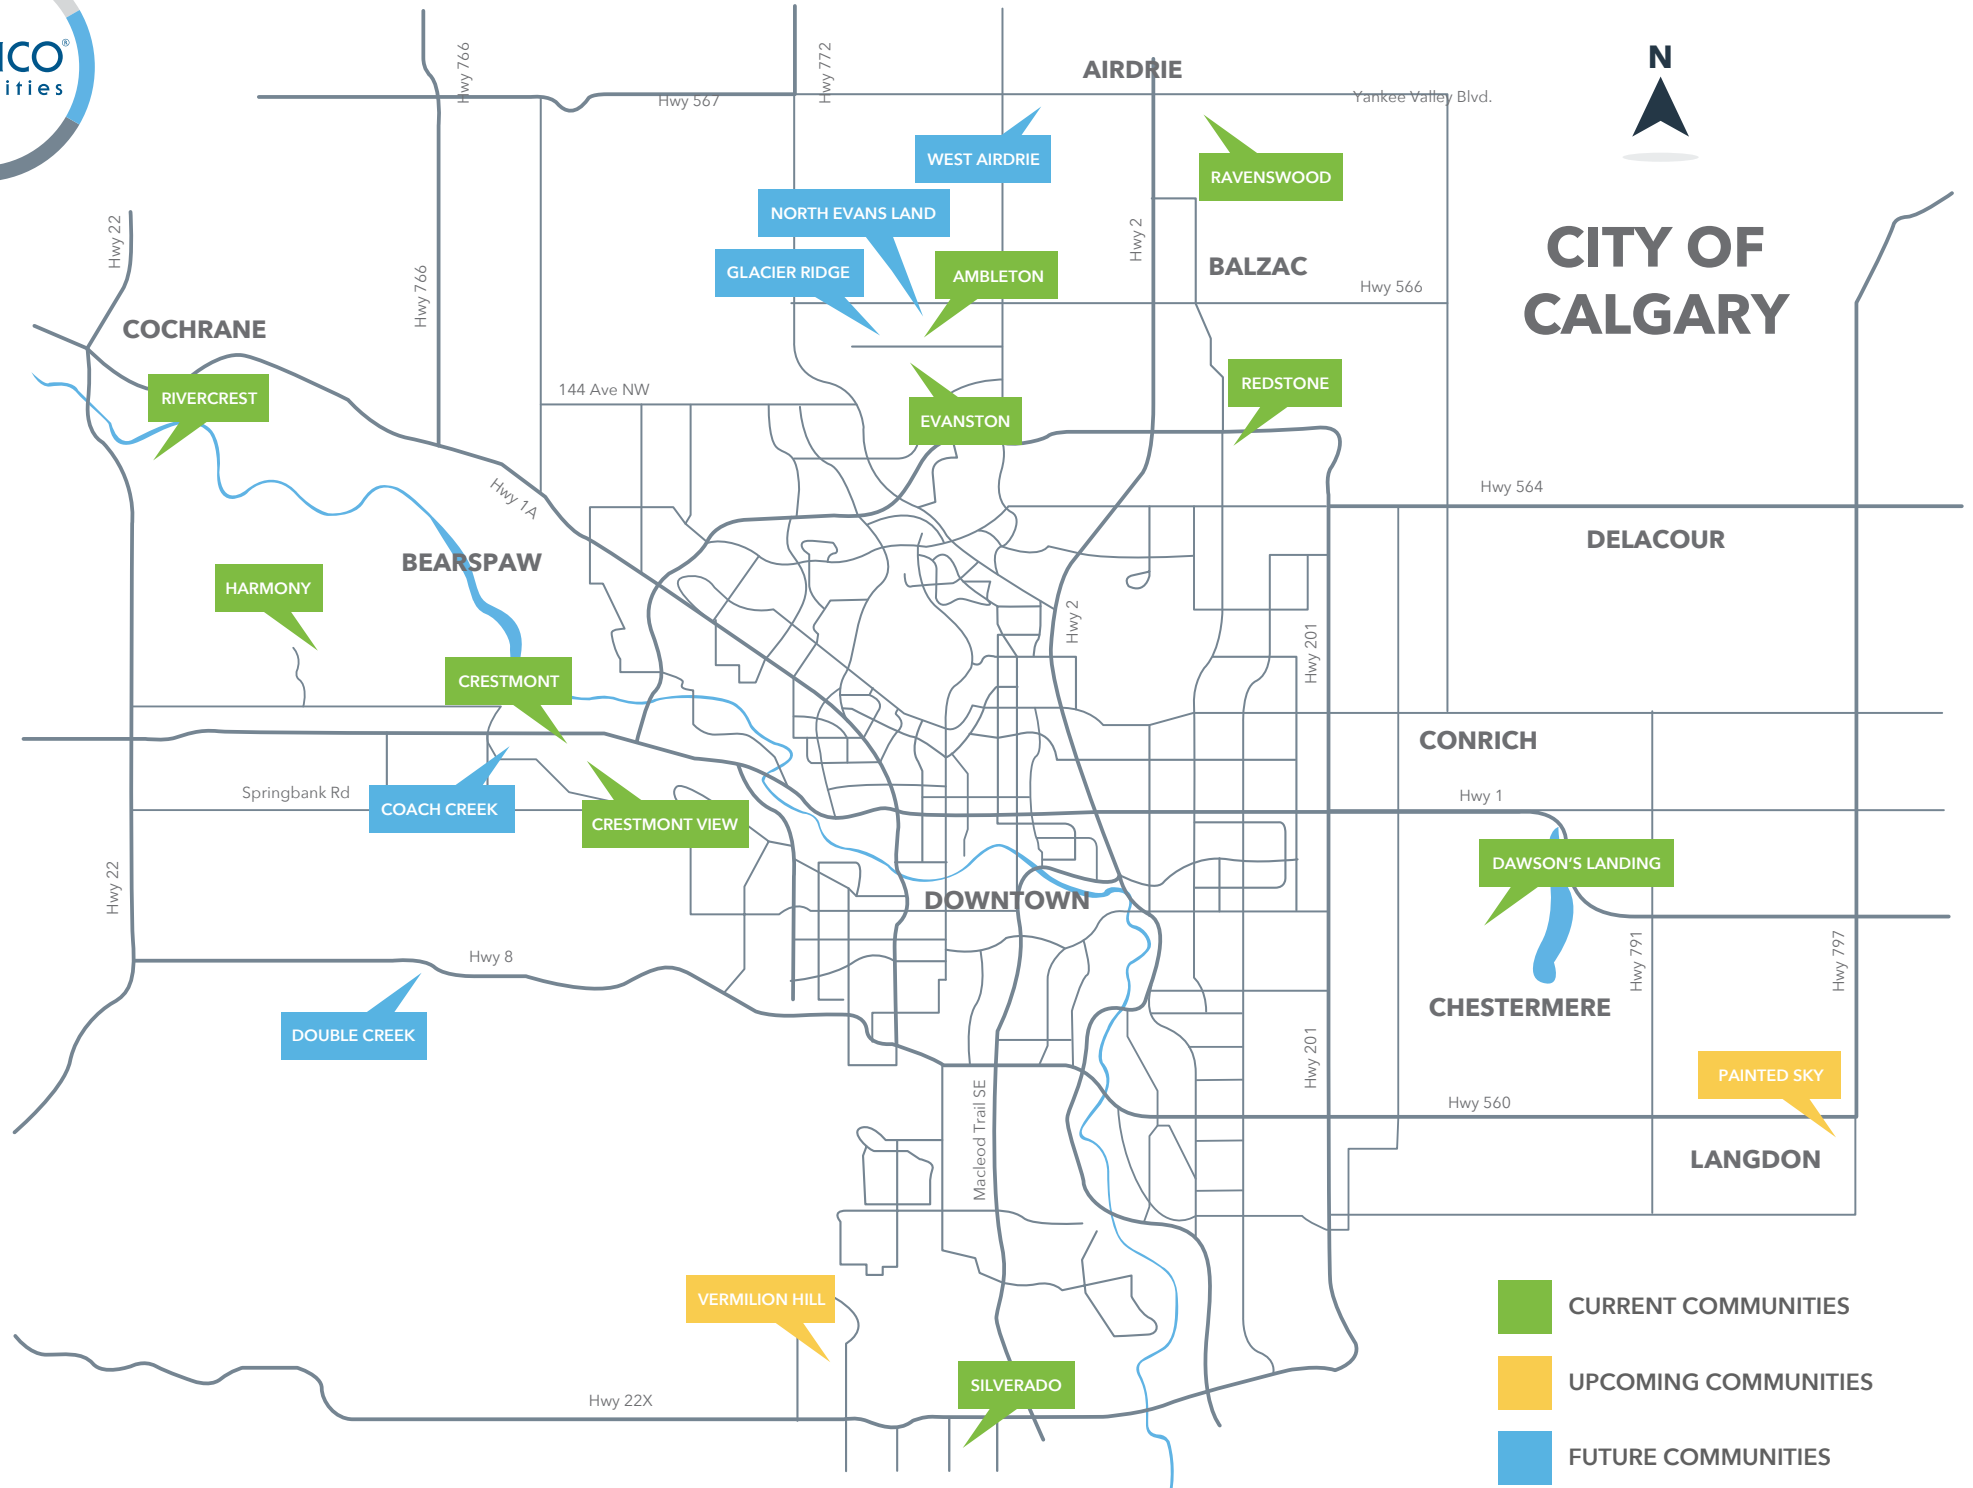 ICO®
ities
Hwy 766
Hwy 772
AIRDRIE
N
Hwy 567
Yankee Valley Blvd.
WEST AIRDRIE
RAVENSWOOD
NORTH EVANS LAND
Hwy 22
Hwy 2
CITY OF
CALGARY
GLACIER RIDGE
AMBLETON
BALZAC
Hwy 766
Hwy 566
COCHRANE
144 Ave NW
REDSTONE
RIVERCREST
EVANSTON
Hwy 1A
Hwy 564
DELACOUR
BEARSPAW
HARMONY
Hwy 2
Hwy 201
CRESTMONT
CONRICH
Springbank Rd
COACH CREEK
CRESTMONT VIEW
Hwy 1
DAWSON'S LANDING
Hwy 22
DOWNTOWN
Hwy 8
Hwy 791
Hwy 797
CHESTERMERE
DOUBLE CREEK
Hwy 201
PAINTED SKY
Macleod Trail SE
Hwy 560
LANGDON
VERMILION HILL
CURRENT COMMUNITIES
SILVERADO
UPCOMING COMMUNITIES
Hwy 22X
FUTURE COMMUNITIES